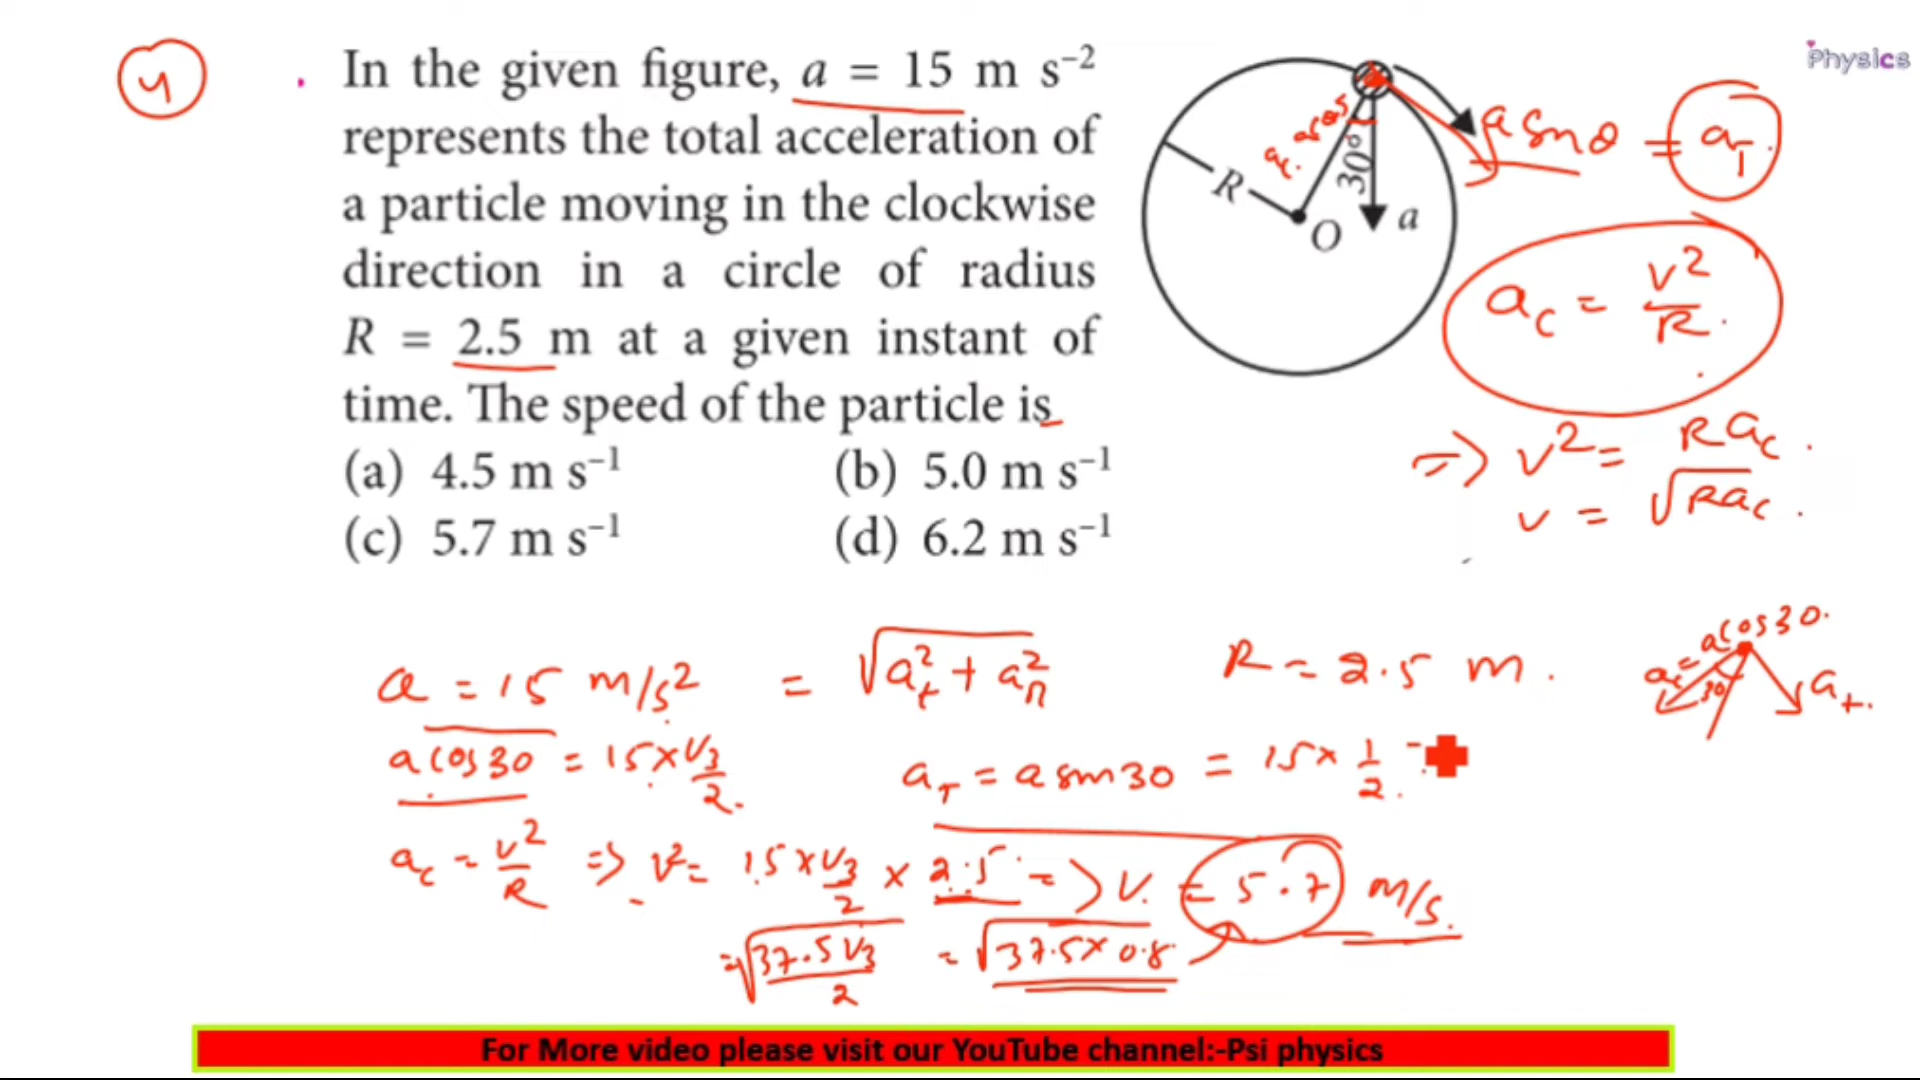 4
In the given figure, a = 15 m s⁻²
represents the total acceleration of
a particle moving in the clockwise
direction in a circle of radius
R = 2.5 m at a given instant of
time. The speed of the particle is
(a) 4.5 m s⁻¹ (b) 5.0 m s⁻¹
(c) 5.7 m s⁻¹ (d) 6.2 m s⁻¹
Physics
R
O
30°
a
ac
a sinθ = aT
ac = v²/R
⇒ v² = Rac
v = √Rac
a = 15 m/s² = √(at² + an²)
R = 2.5 m.
ac = a cos30.
30
at.
a cos30 = 15 × √3/2.
aT = a sin30 = 15 × 1/2. =
ac = v²/R ⇒ v² = 15 × √3/2 × 2.5 ⇒ v. = 5.7 m/s.
= √(37.5 √3/2) = √(37.5 × 0.8)
For More video please visit our YouTube channel:-Psi physics